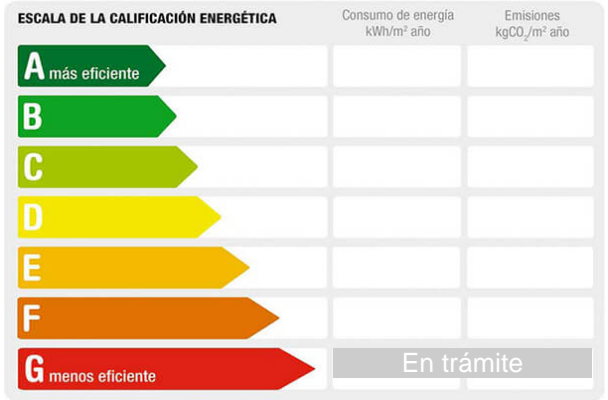 ESCALA DE LA CALIFICACIÓN ENERGÉTICA
Consumo de energía
kWh/m² año
Emisiones
kgCO₂/m² año
A más eficiente
B
C
D
E
F
G menos eficiente
En trámite